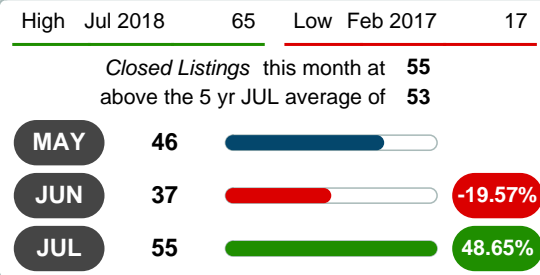 High Jul 2018 65 Low Feb 2017 17
Closed Listings this month at 55
above the 5 yr JUL average of 53
MAY 46
JUN 37 -19.57%
JUL 55 48.65%